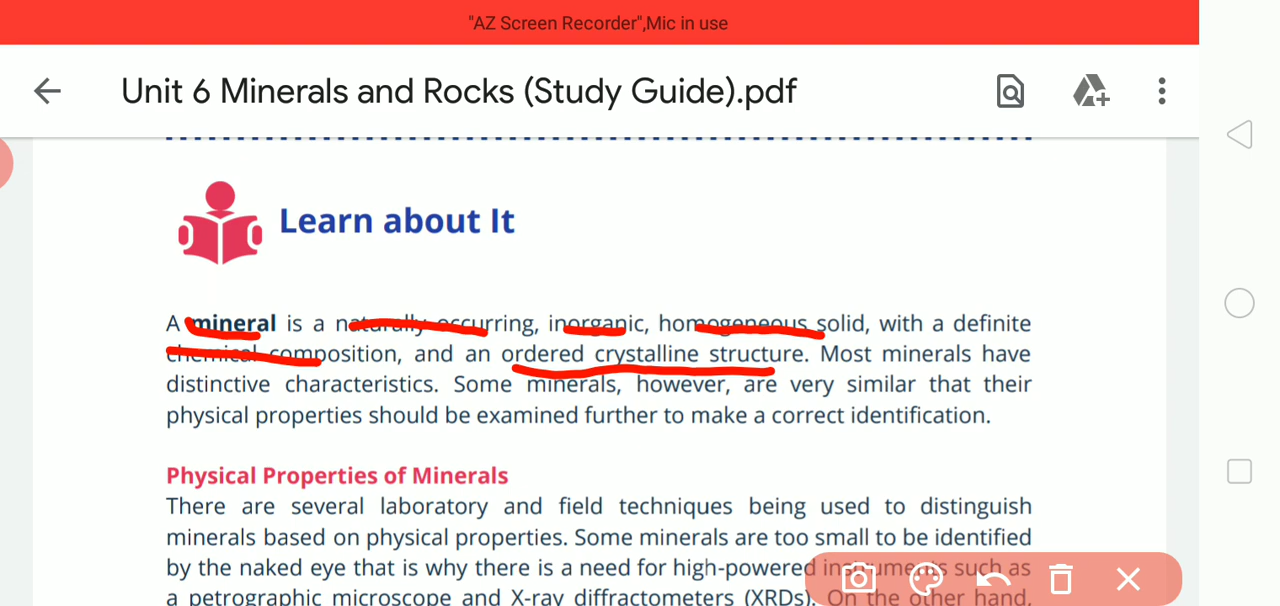 "AZ Screen Recorder",Mic in use
Unit 6 Minerals and Rocks (Study Guide).pdf
Learn about It
A mineral is a naturally occurring, inorganic, homogeneous solid, with a definite
chemical composition, and an ordered crystalline structure. Most minerals have
distinctive characteristics. Some minerals, however, are very similar that their
physical properties should be examined further to make a correct identification.
Physical Properties of Minerals
There are several laboratory and field techniques being used to distinguish
minerals based on physical properties. Some minerals are too small to be identified
by the naked eye that is why there is a need for high-powered instruments such as
a petrographic microscope and X-ray diffractometers (XRDs). On the other hand,